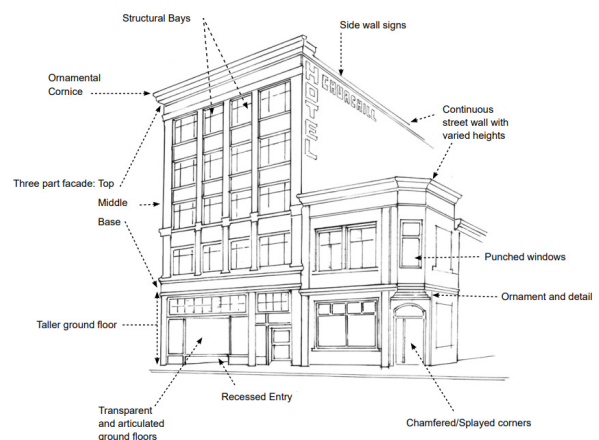 Structural Bays
Side wall signs
Ornamental
Cornice
HOTEL
CHURCHILL
Continuous
street wall with
varied heights
Three part facade: Top
Middle
Base
Punched windows
Ornament and detail
Taller ground floor
Recessed Entry
Transparent
and articulated
ground floors
Chamfered/Splayed corners